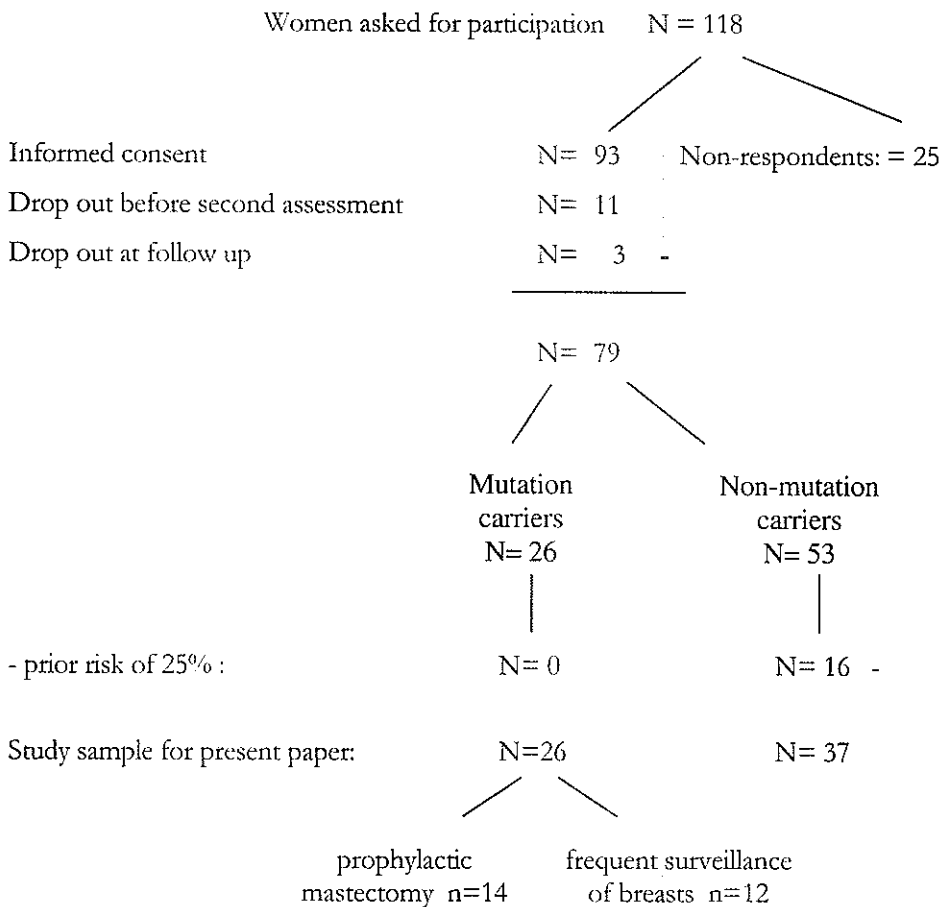 Women asked for participation N = 118
Informed consent N= 93 Non-respondents: = 25
Drop out before second assessment N= 11
Drop out at follow up N= 3 -
N= 79
Mutation carriers N= 26
Non-mutation carriers N= 53
- prior risk of 25% : N= 0 N= 16 -
Study sample for present paper: N=26 N= 37
prophylactic mastectomy n=14
frequent surveillance of breasts n=12